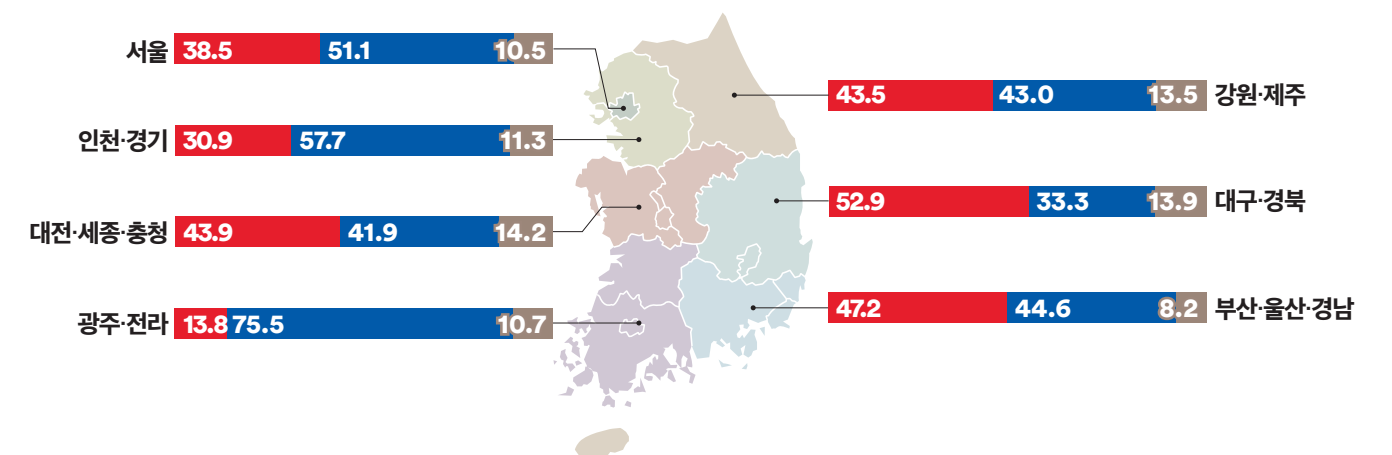 서울 38.5 51.1 10.5
인천·경기 30.9 57.7 11.3
대전·세종·충청 43.9 41.9 14.2
광주·전라 13.8 75.5 10.7
43.5 43.0 13.5 강원·제주
52.9 33.3 13.9 대구·경북
47.2 44.6 8.2 부산·울산·경남